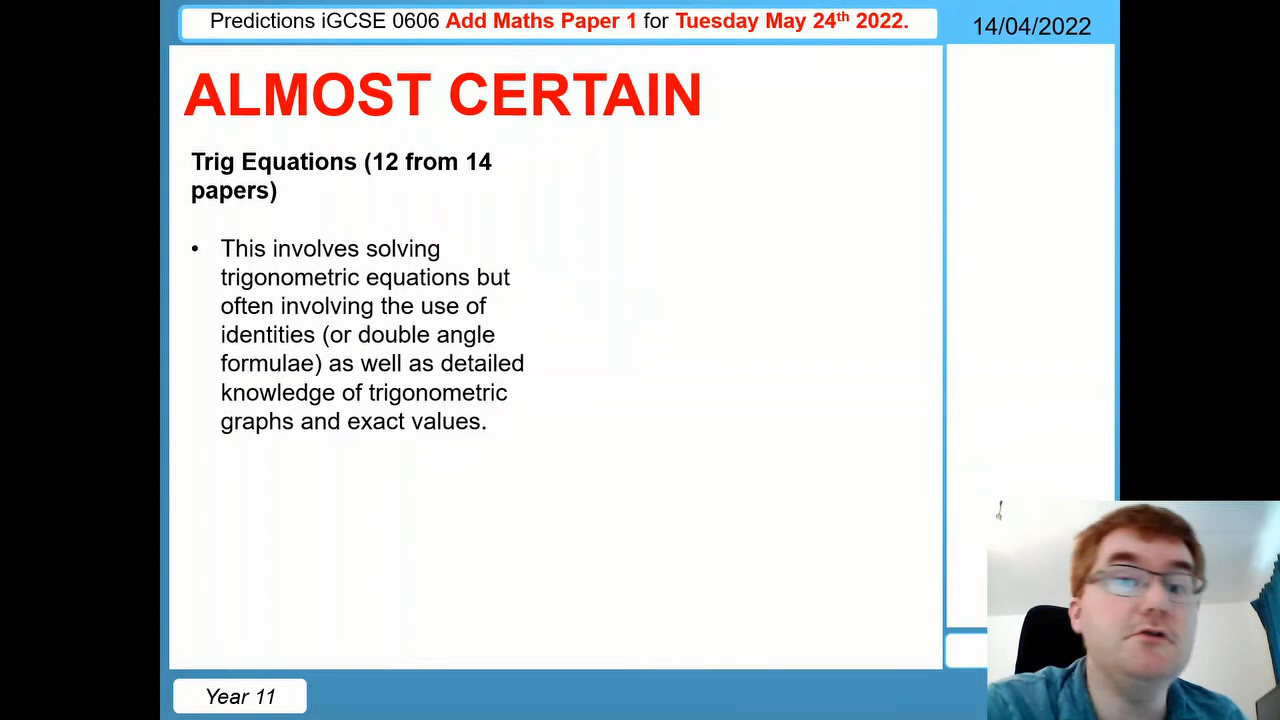 Predictions iGCSE 0606 Add Maths Paper 1 for Tuesday May 24th 2022.
14/04/2022
ALMOST CERTAIN
Trig Equations (12 from 14
papers)
• This involves solving
trigonometric equations but
often involving the use of
identities (or double angle
formulae) as well as detailed
knowledge of trigonometric
graphs and exact values.
Year 11